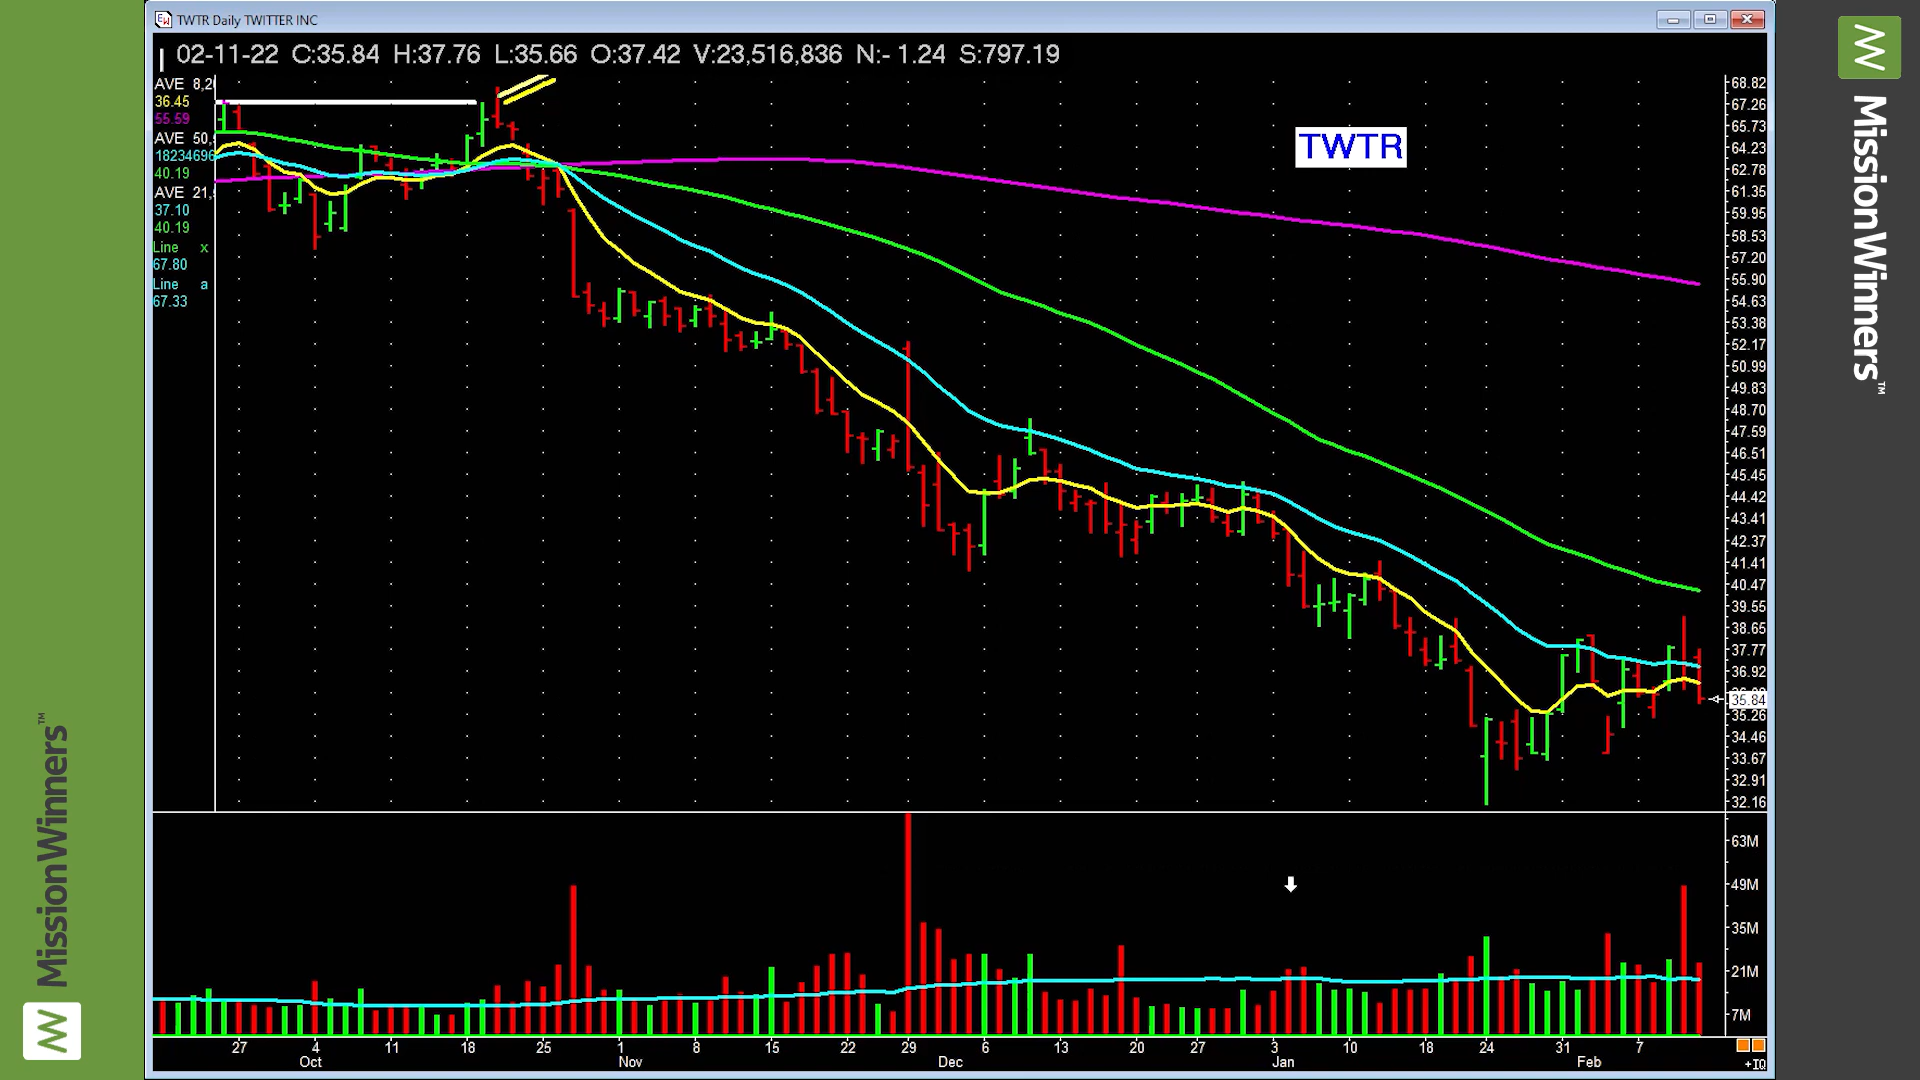 TWTR Daily TWITTER INC
02-11-22 C:35.84 H:37.76 L:35.66 O:37.42 V:23,516,836 N:- 1.24 S:797.19
AVE 8,2
36.45
55.59
AVE 50,
18234696
40.19
AVE 21,
37.10
40.19
Line x
67.80
Line a
67.33
TWTR
68.82
67.26
65.73
64.23
62.78
61.35
59.95
58.53
57.20
55.90
54.63
53.38
52.17
50.99
49.83
48.70
47.59
46.51
45.45
44.42
43.41
42.37
41.41
40.47
39.55
38.65
37.77
36.92
35.84
35.26
34.46
33.67
32.91
32.16
63M
49M
35M
21M
7M
27 4 11 18 25 1 8 15 22 29 6 13 20 27 3 10 18 24 31 7
Oct Nov Dec Jan Feb
+IQ
MissionWinners™
MissionWinners™